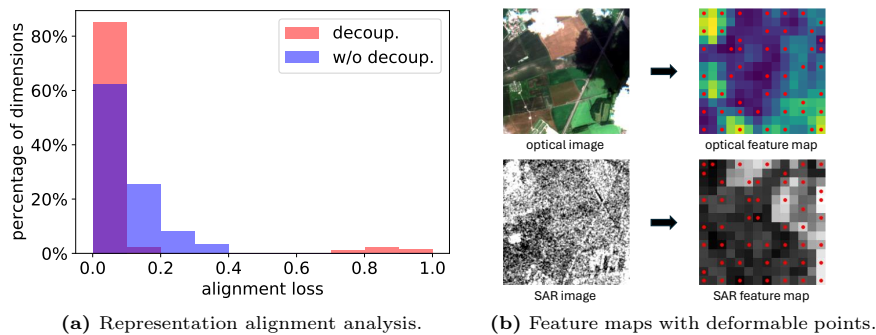 decoup.
w/o decoup.
percentage of dimensions
80%
60%
40%
20%
0%
0.0 0.2 0.4 0.6 0.8 1.0
alignment loss
(a) Representation alignment analysis.
optical image
optical feature map
SAR image
SAR feature map
(b) Feature maps with deformable points.